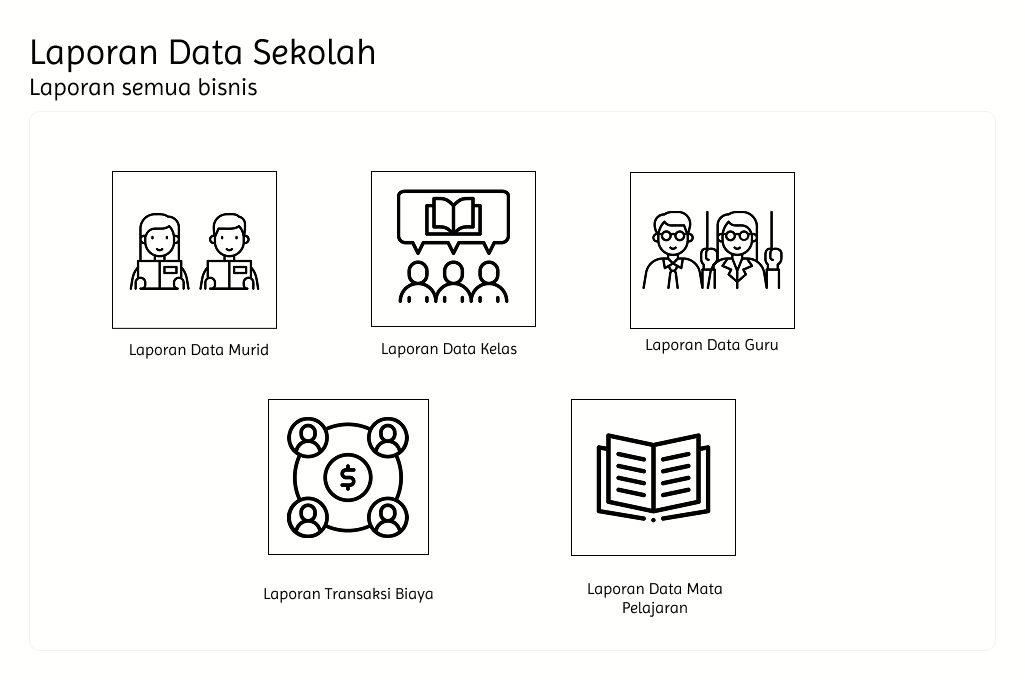 Laporan Data Sekolah
Laporan semua bisnis
Laporan Data Murid
Laporan Data Kelas
Laporan Data Guru
$
Laporan Transaksi Biaya
Laporan Data Mata
Pelajaran